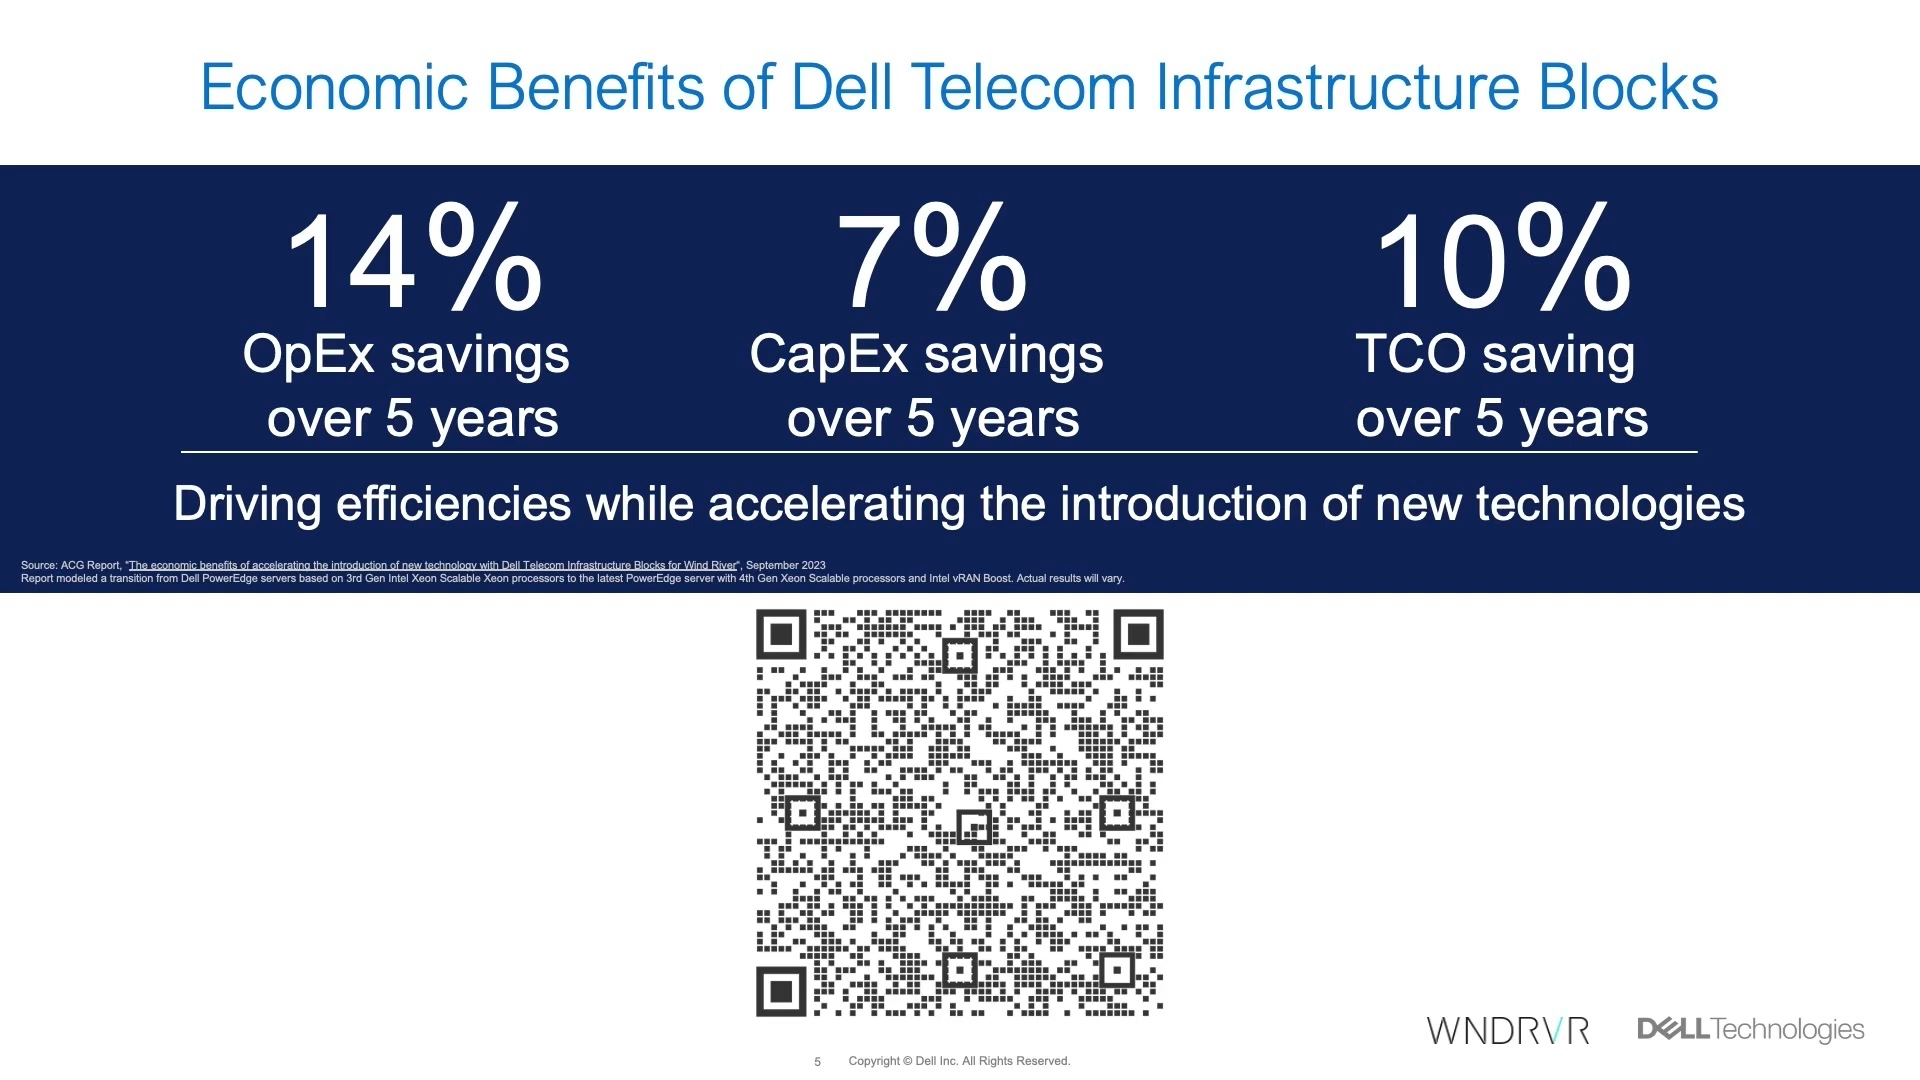 Economic Benefits of Dell Telecom Infrastructure Blocks
14%
OpEx savings
over 5 years
7%
CapEx savings
over 5 years
10%
TCO saving
over 5 years
Driving efficiencies while accelerating the introduction of new technologies
Source: ACG Report, "The economic benefits of accelerating the introduction of new technology with Dell Telecom Infrastructure Blocks for Wind River", September 2023
Report modeled a transition from Dell PowerEdge servers based on 3rd Gen Intel Xeon Scalable Xeon processors to the latest PowerEdge server with 4th Gen Xeon Scalable processors and Intel vRAN Boost. Actual results will vary.
WNDRVR
DELLTechnologies
5 Copyright © Dell Inc. All Rights Reserved.